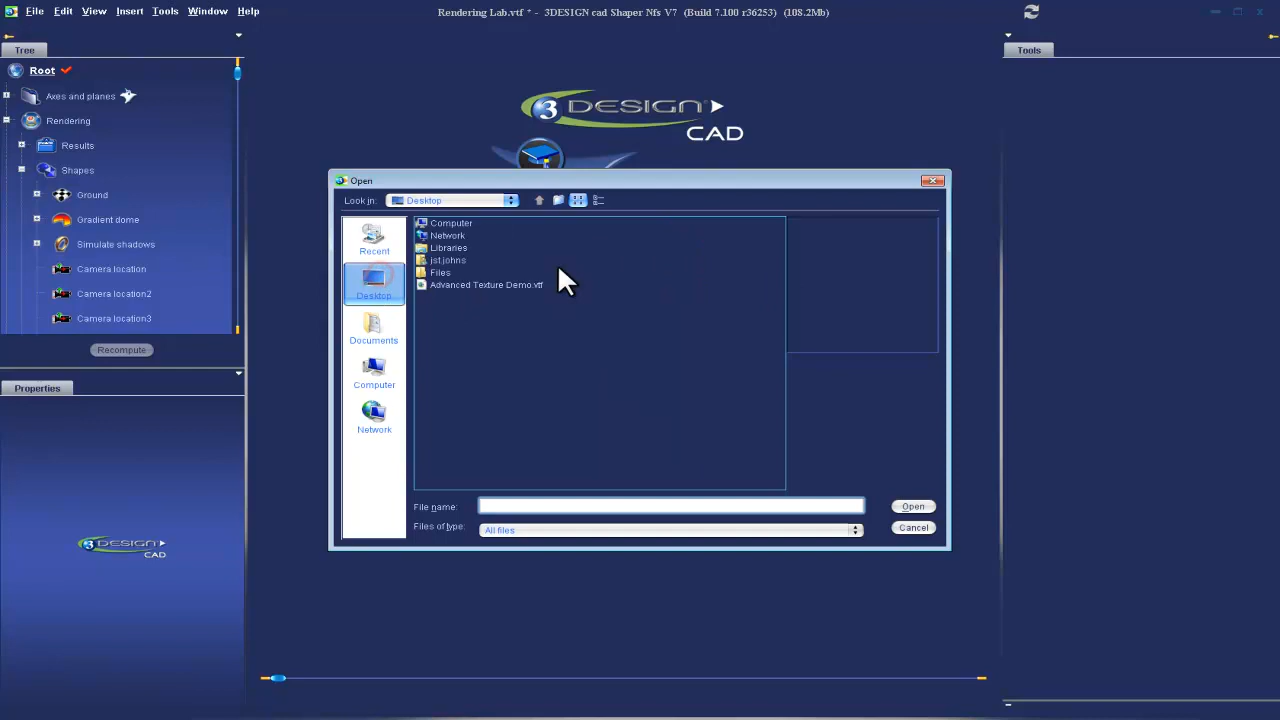 File Edit View Insert Tools Window Help
Rendering Lab.vtf * - 3DESIGN cad Shaper Nfs V7 (Build 7.100 r36253) (108.2Mb)
Tree
Tools
Root
Axes and planes
Rendering
Results
Shapes
Ground
Gradient dome
Simulate shadows
Camera location
Camera location2
Camera location3
Recompute
Properties
3DESIGN
CAD
3DESIGN
CAD
Open
Look in: Desktop
Recent
Desktop
Documents
Computer
Network
Computer
Network
Libraries
jst.johns
Files
Advanced Texture Demo.vtf
File name:
Open
Files of type: All files
Cancel